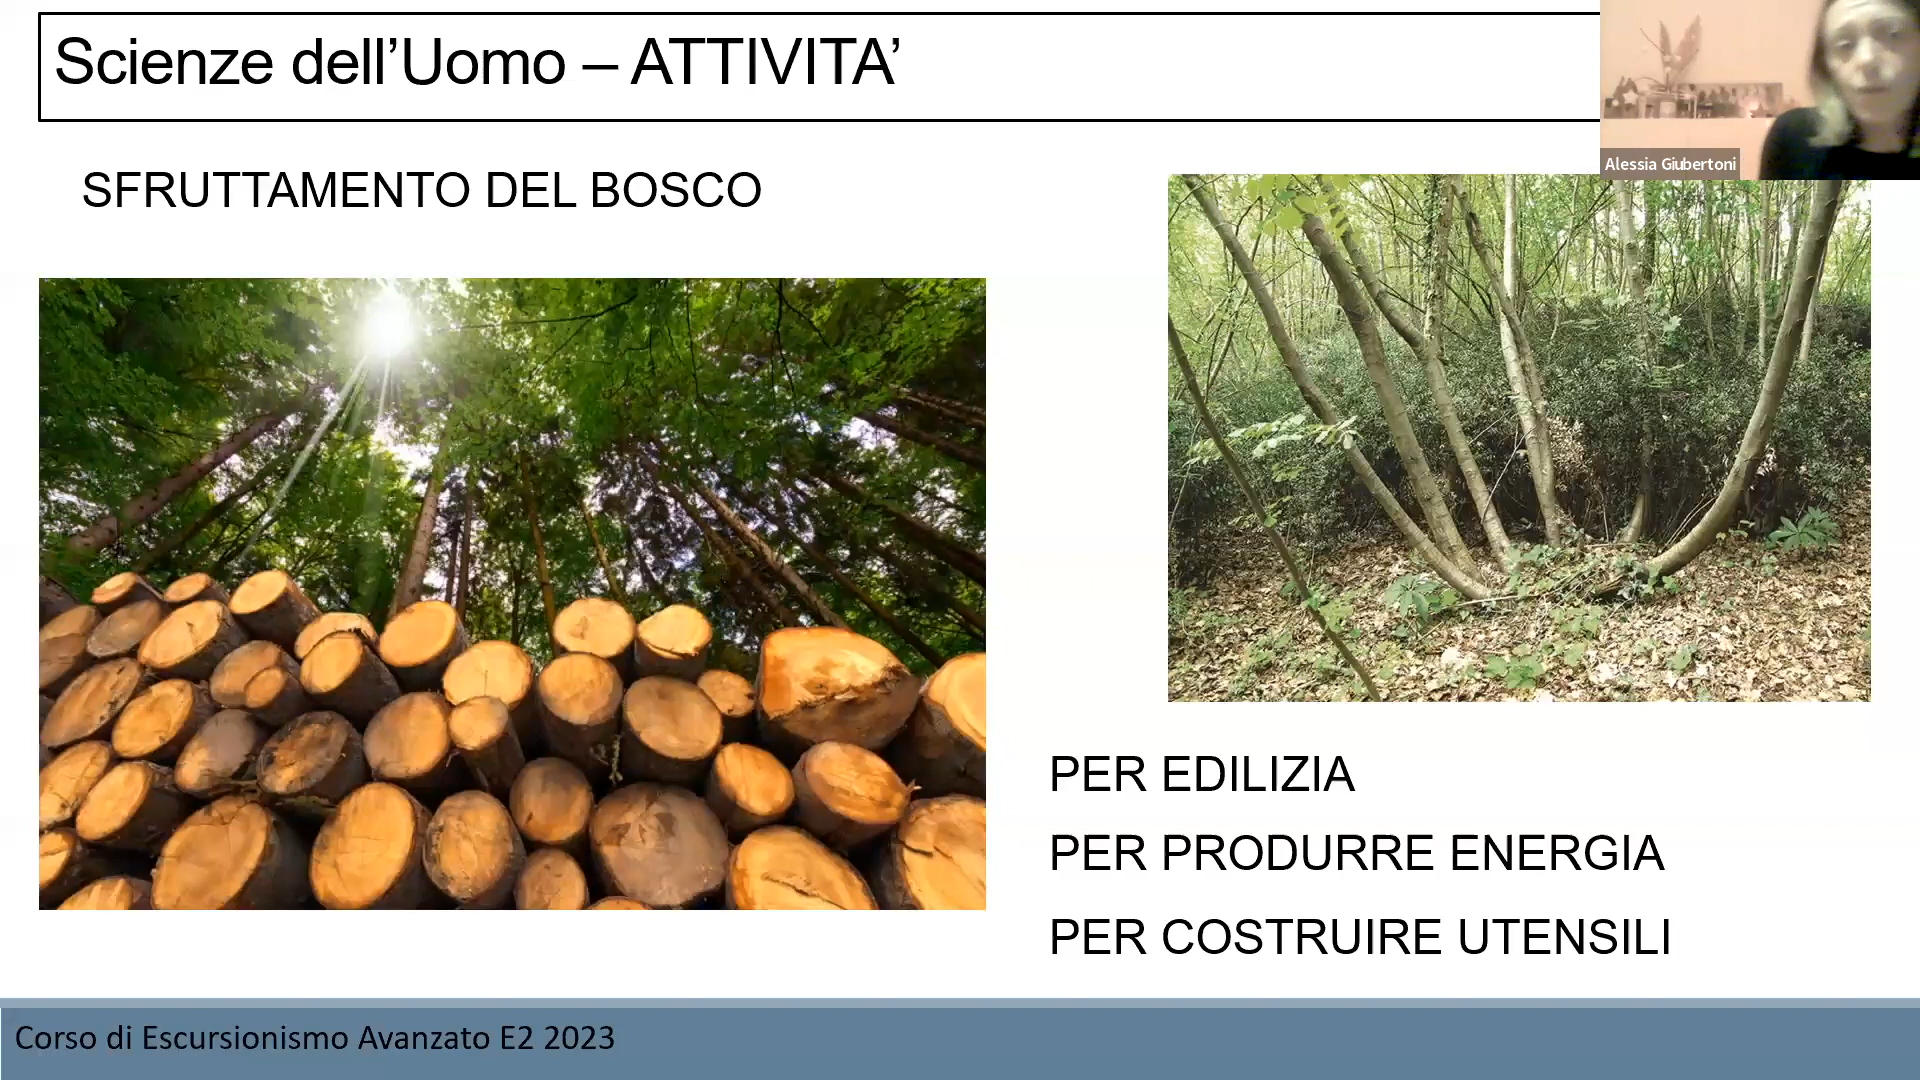 Scienze dell’Uomo – ATTIVITA’
Alessia Giubertoni
SFRUTTAMENTO DEL BOSCO
PER EDILIZIA
PER PRODURRE ENERGIA
PER COSTRUIRE UTENSILI
Corso di Escursionismo Avanzato E2 2023